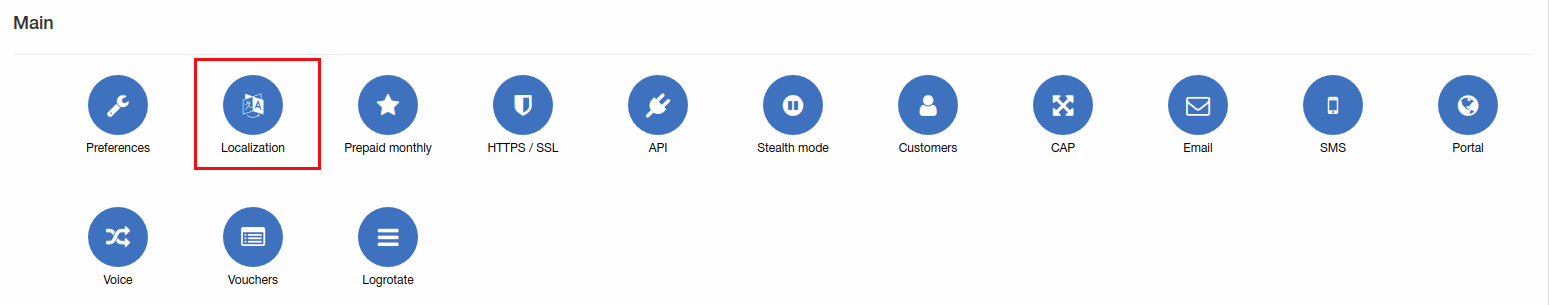 Main
Preferences Localization Prepaid monthly HTTPS / SSL API Stealth mode Customers CAP Email SMS Portal
Voice Vouchers Logrotate